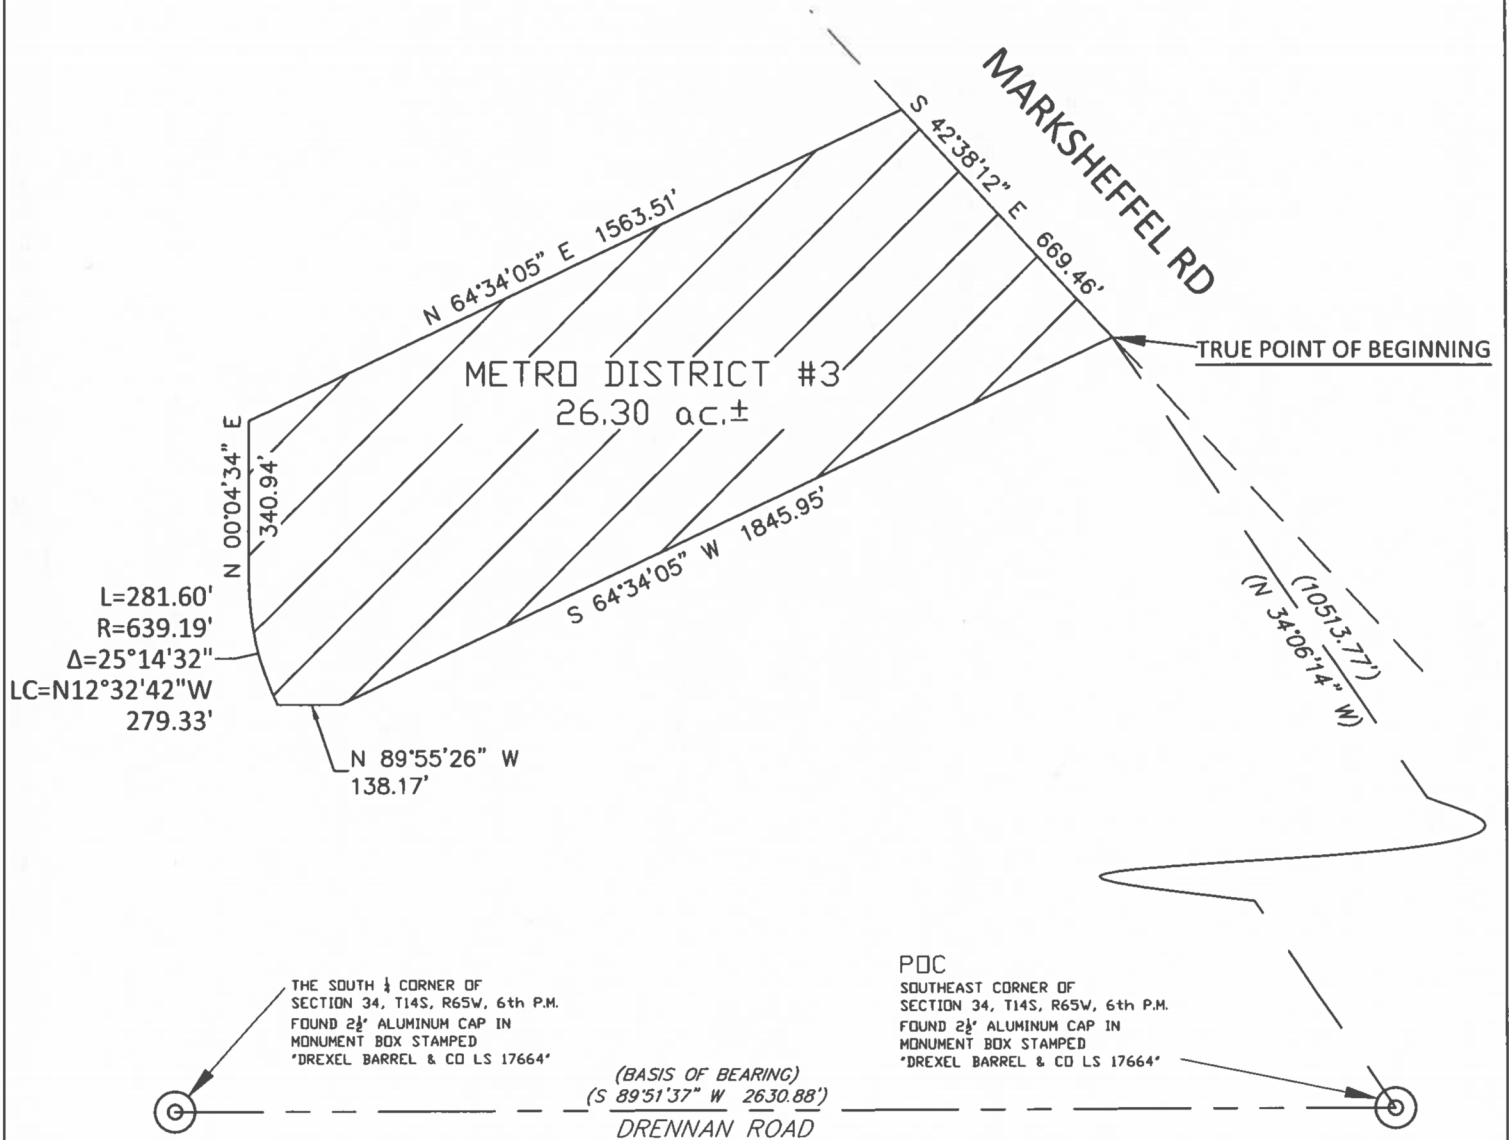 MARKSHEFFEL RD
S 42°38'12" E 669.46'
N 64°34'05" E 1563.51'
TRUE POINT OF BEGINNING
METRO DISTRICT #3
26.30 ac.±
N 00°04'34" E
340.94'
S 64°34'05" W 1845.95'
L=281.60'
R=639.19'
Δ=25°14'32"
LC=N12°32'42"W
279.33'
N 89°55'26" W
138.17'
(10513.77')
(N 34°06'14" W)
THE SOUTH ¼ CORNER OF
SECTION 34, T14S, R65W, 6th P.M.
FOUND 2½" ALUMINUM CAP IN
MONUMENT BOX STAMPED
"DREXEL BARREL & CO LS 17664"
POC
SOUTHEAST CORNER OF
SECTION 34, T14S, R65W, 6th P.M.
FOUND 2½" ALUMINUM CAP IN
MONUMENT BOX STAMPED
"DREXEL BARREL & CO LS 17664"
(BASIS OF BEARING)
(S 89°51'37" W 2630.88')
DRENNAN ROAD